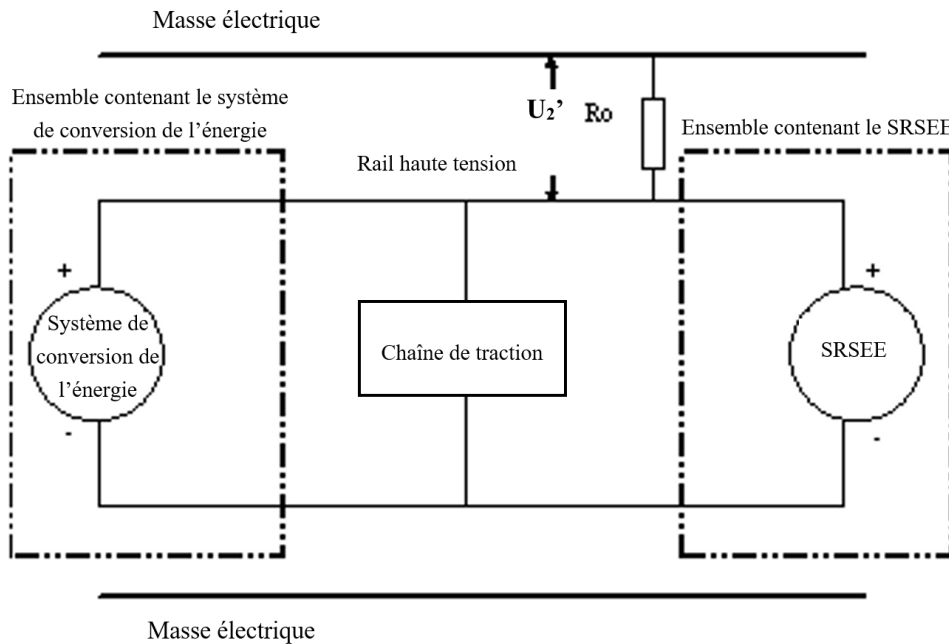 Masse électrique
Ensemble contenant le système
de conversion de l’énergie
U₂’
Ro
Ensemble contenant le SRSEE
Rail haute tension
+
Système de
conversion de
l’énergie
-
Chaîne de traction
+
SRSEE
-
Masse électrique